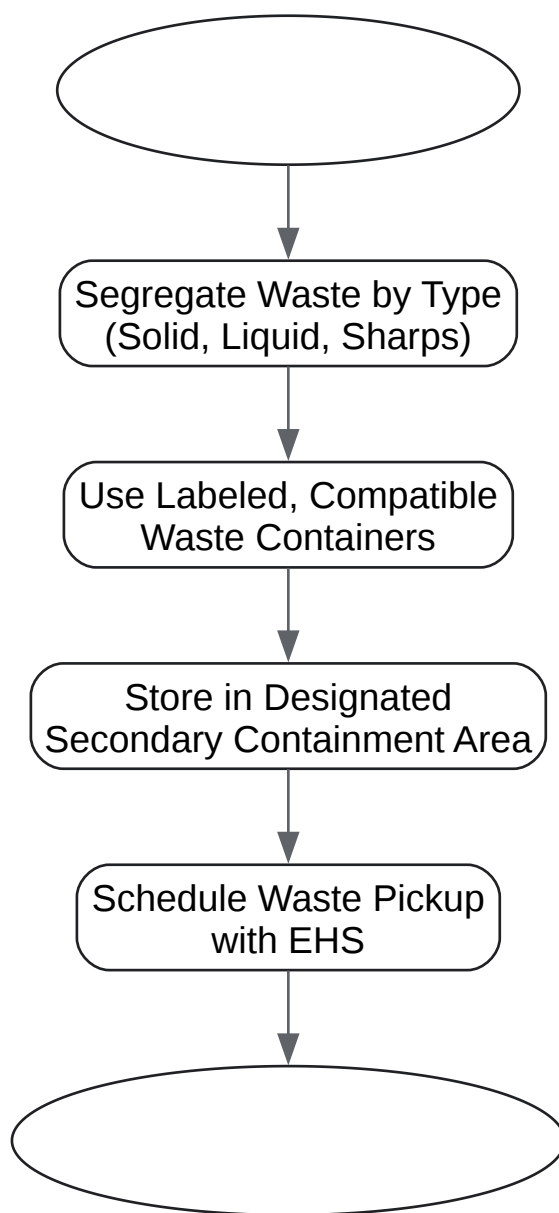 Segregate Waste by Type
(Solid, Liquid, Sharps)
Use Labeled, Compatible
Waste Containers
Store in Designated
Secondary Containment Area
Schedule Waste Pickup
with EHS